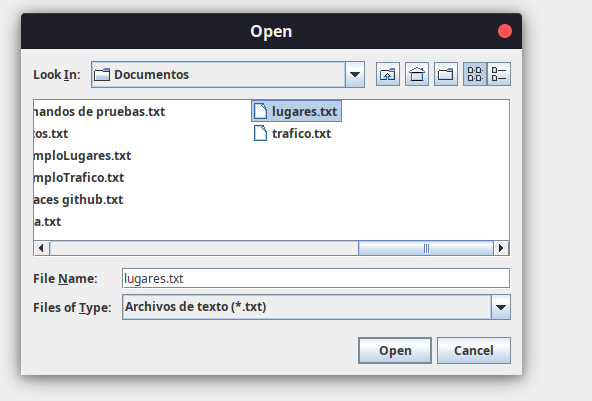 Open
Look In: Documentos
nandos de pruebas.txt
tos.txt
mploLugares.txt
mploTrafico.txt
aces github.txt
a.txt
lugares.txt
trafico.txt
File Name: lugares.txt
Files of Type: Archivos de texto (*.txt)
Open Cancel